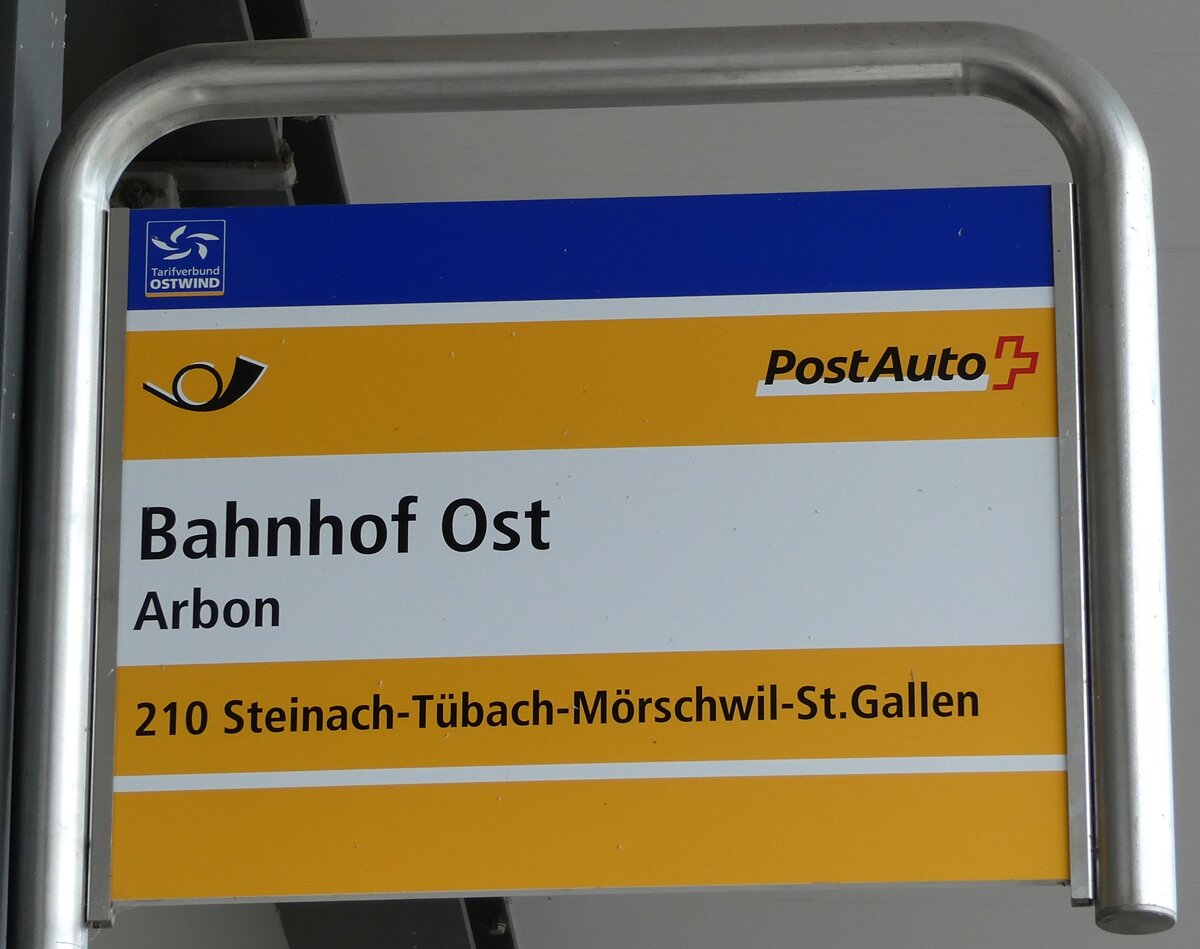 Tarifverbund
OSTWIND
PostAuto
Bahnhof Ost
Arbon
210 Steinach-Tübach-Mörschwil-St.Gallen